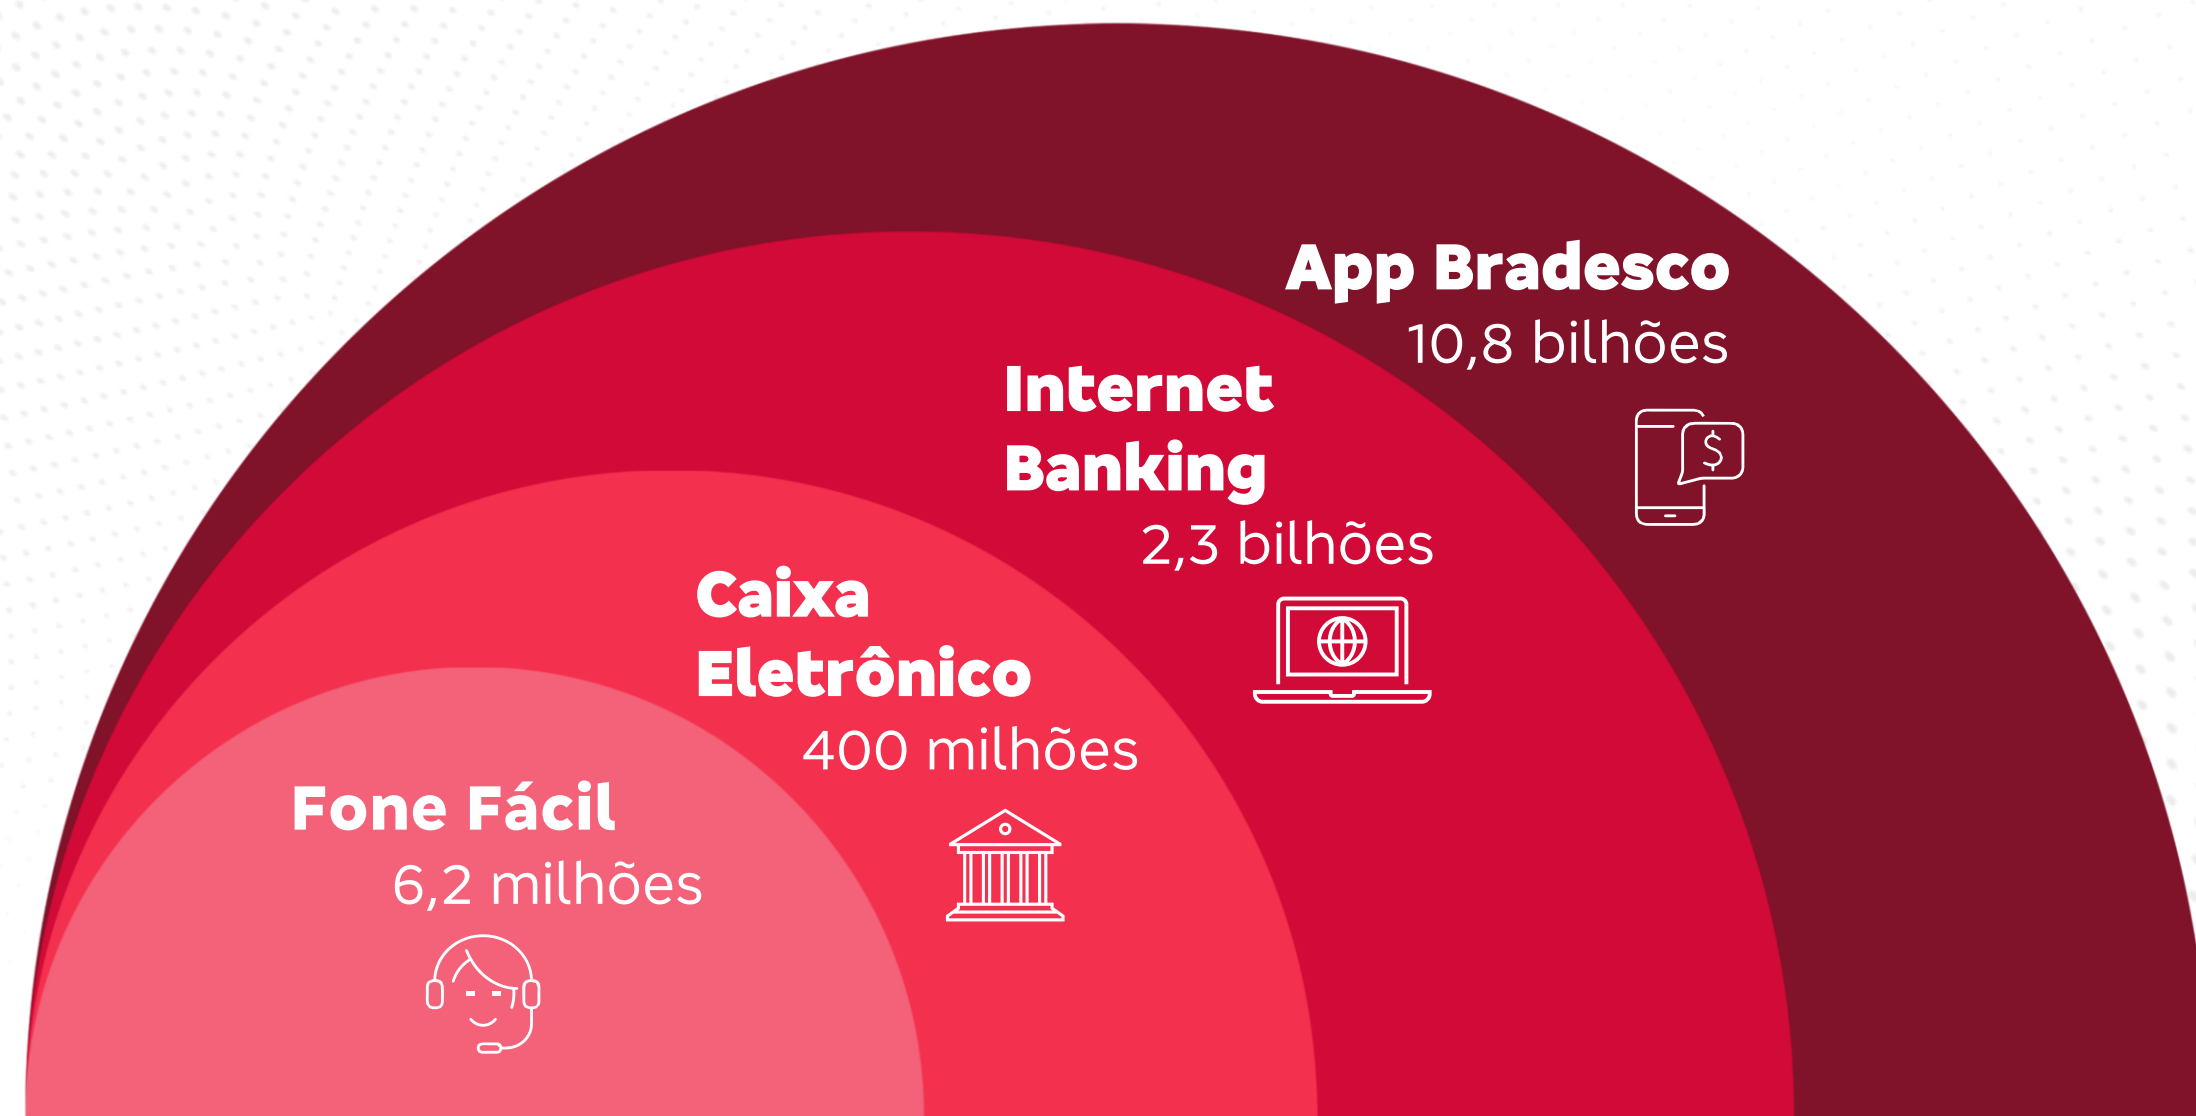 App Bradesco
10,8 bilhões
Internet
Banking
2,3 bilhões
Caixa
Eletrônico
400 milhões
Fone Fácil
6,2 milhões
$